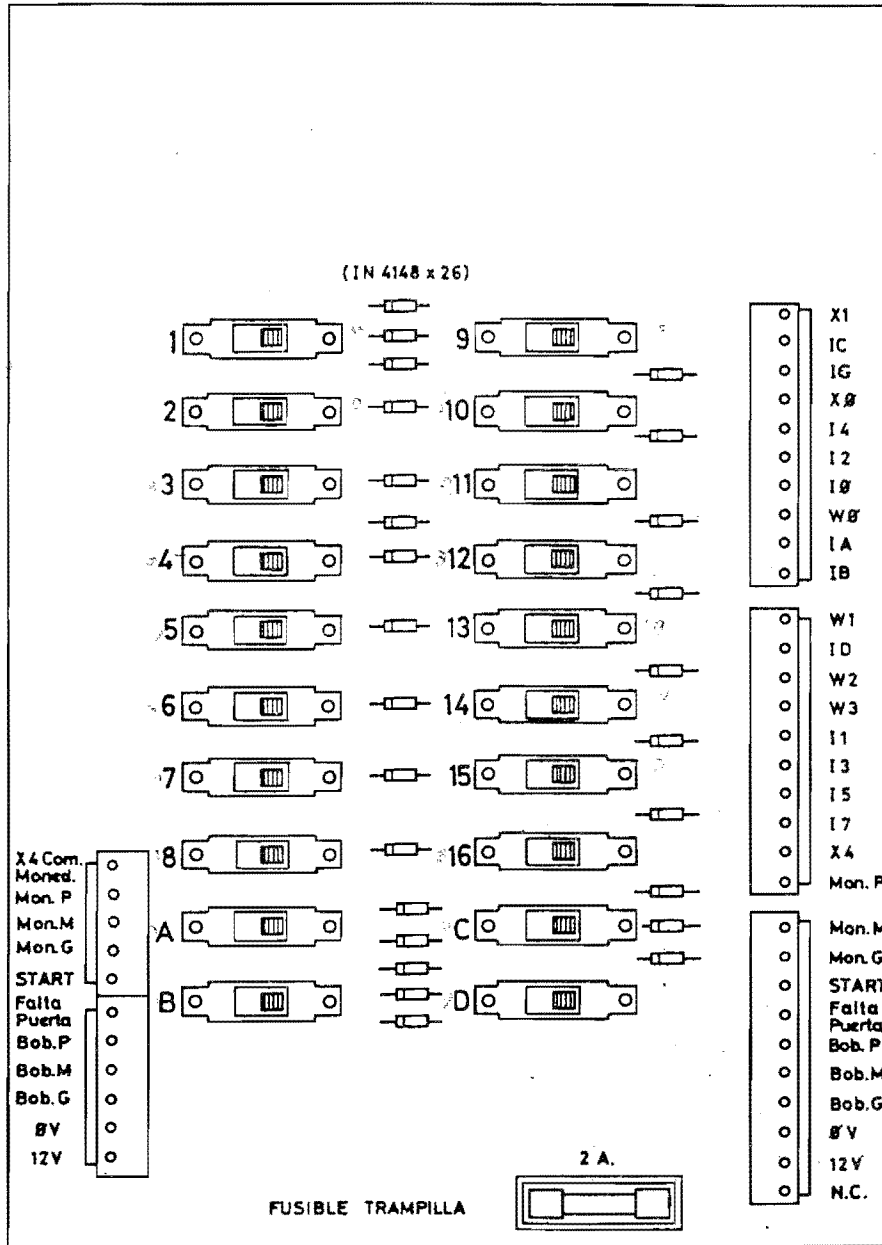 (IN 4148 x 26)
1
2
3
4
5
6
7
8
A
B
9
10
11
12
13
14
15
16
C
D
X1
IC
IG
XØ
I4
I2
IØ
WØ
IA
IB
W1
ID
W2
W3
I1
I3
I5
I7
X4
Mon. P
Mon.M
Mon.G
START
Falta
Puerta
Bob. P
Bob.M
Bob.G
ØV
12V
N.C.
X4 Com.
Moned.
Mon. P
Mon.M
Mon.G
START
Falta
Puerta
Bob.P
Bob.M
Bob.G
ØV
12V
2 A.
FUSIBLE TRAMPILLA